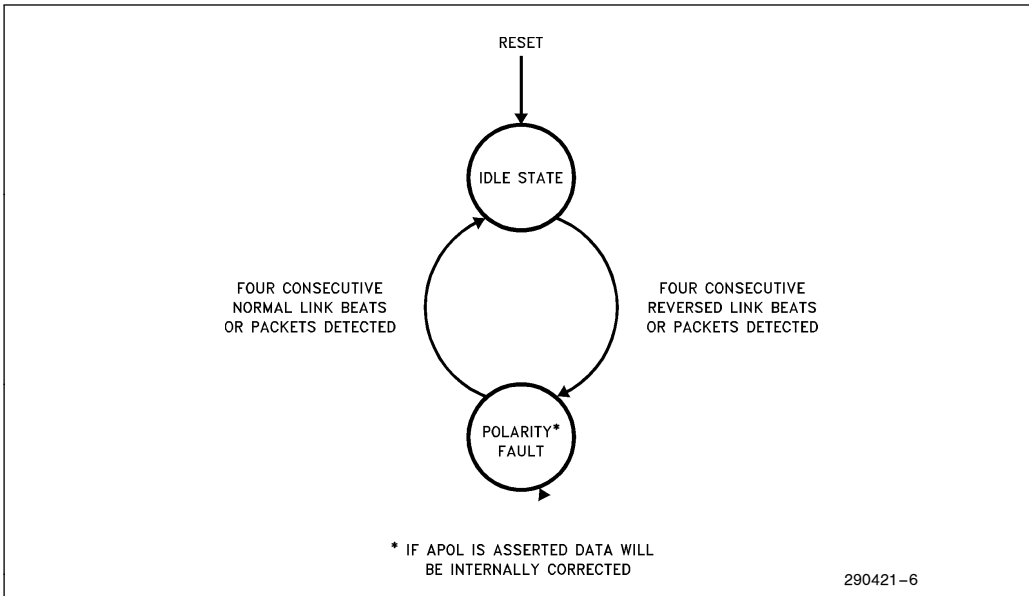 RESET
IDLE STATE
FOUR CONSECUTIVE
NORMAL LINK BEATS
OR PACKETS DETECTED
FOUR CONSECUTIVE
REVERSED LINK BEATS
OR PACKETS DETECTED
POLARITY*
FAULT
* IF APOL IS ASSERTED DATA WILL
BE INTERNALLY CORRECTED
290421–6